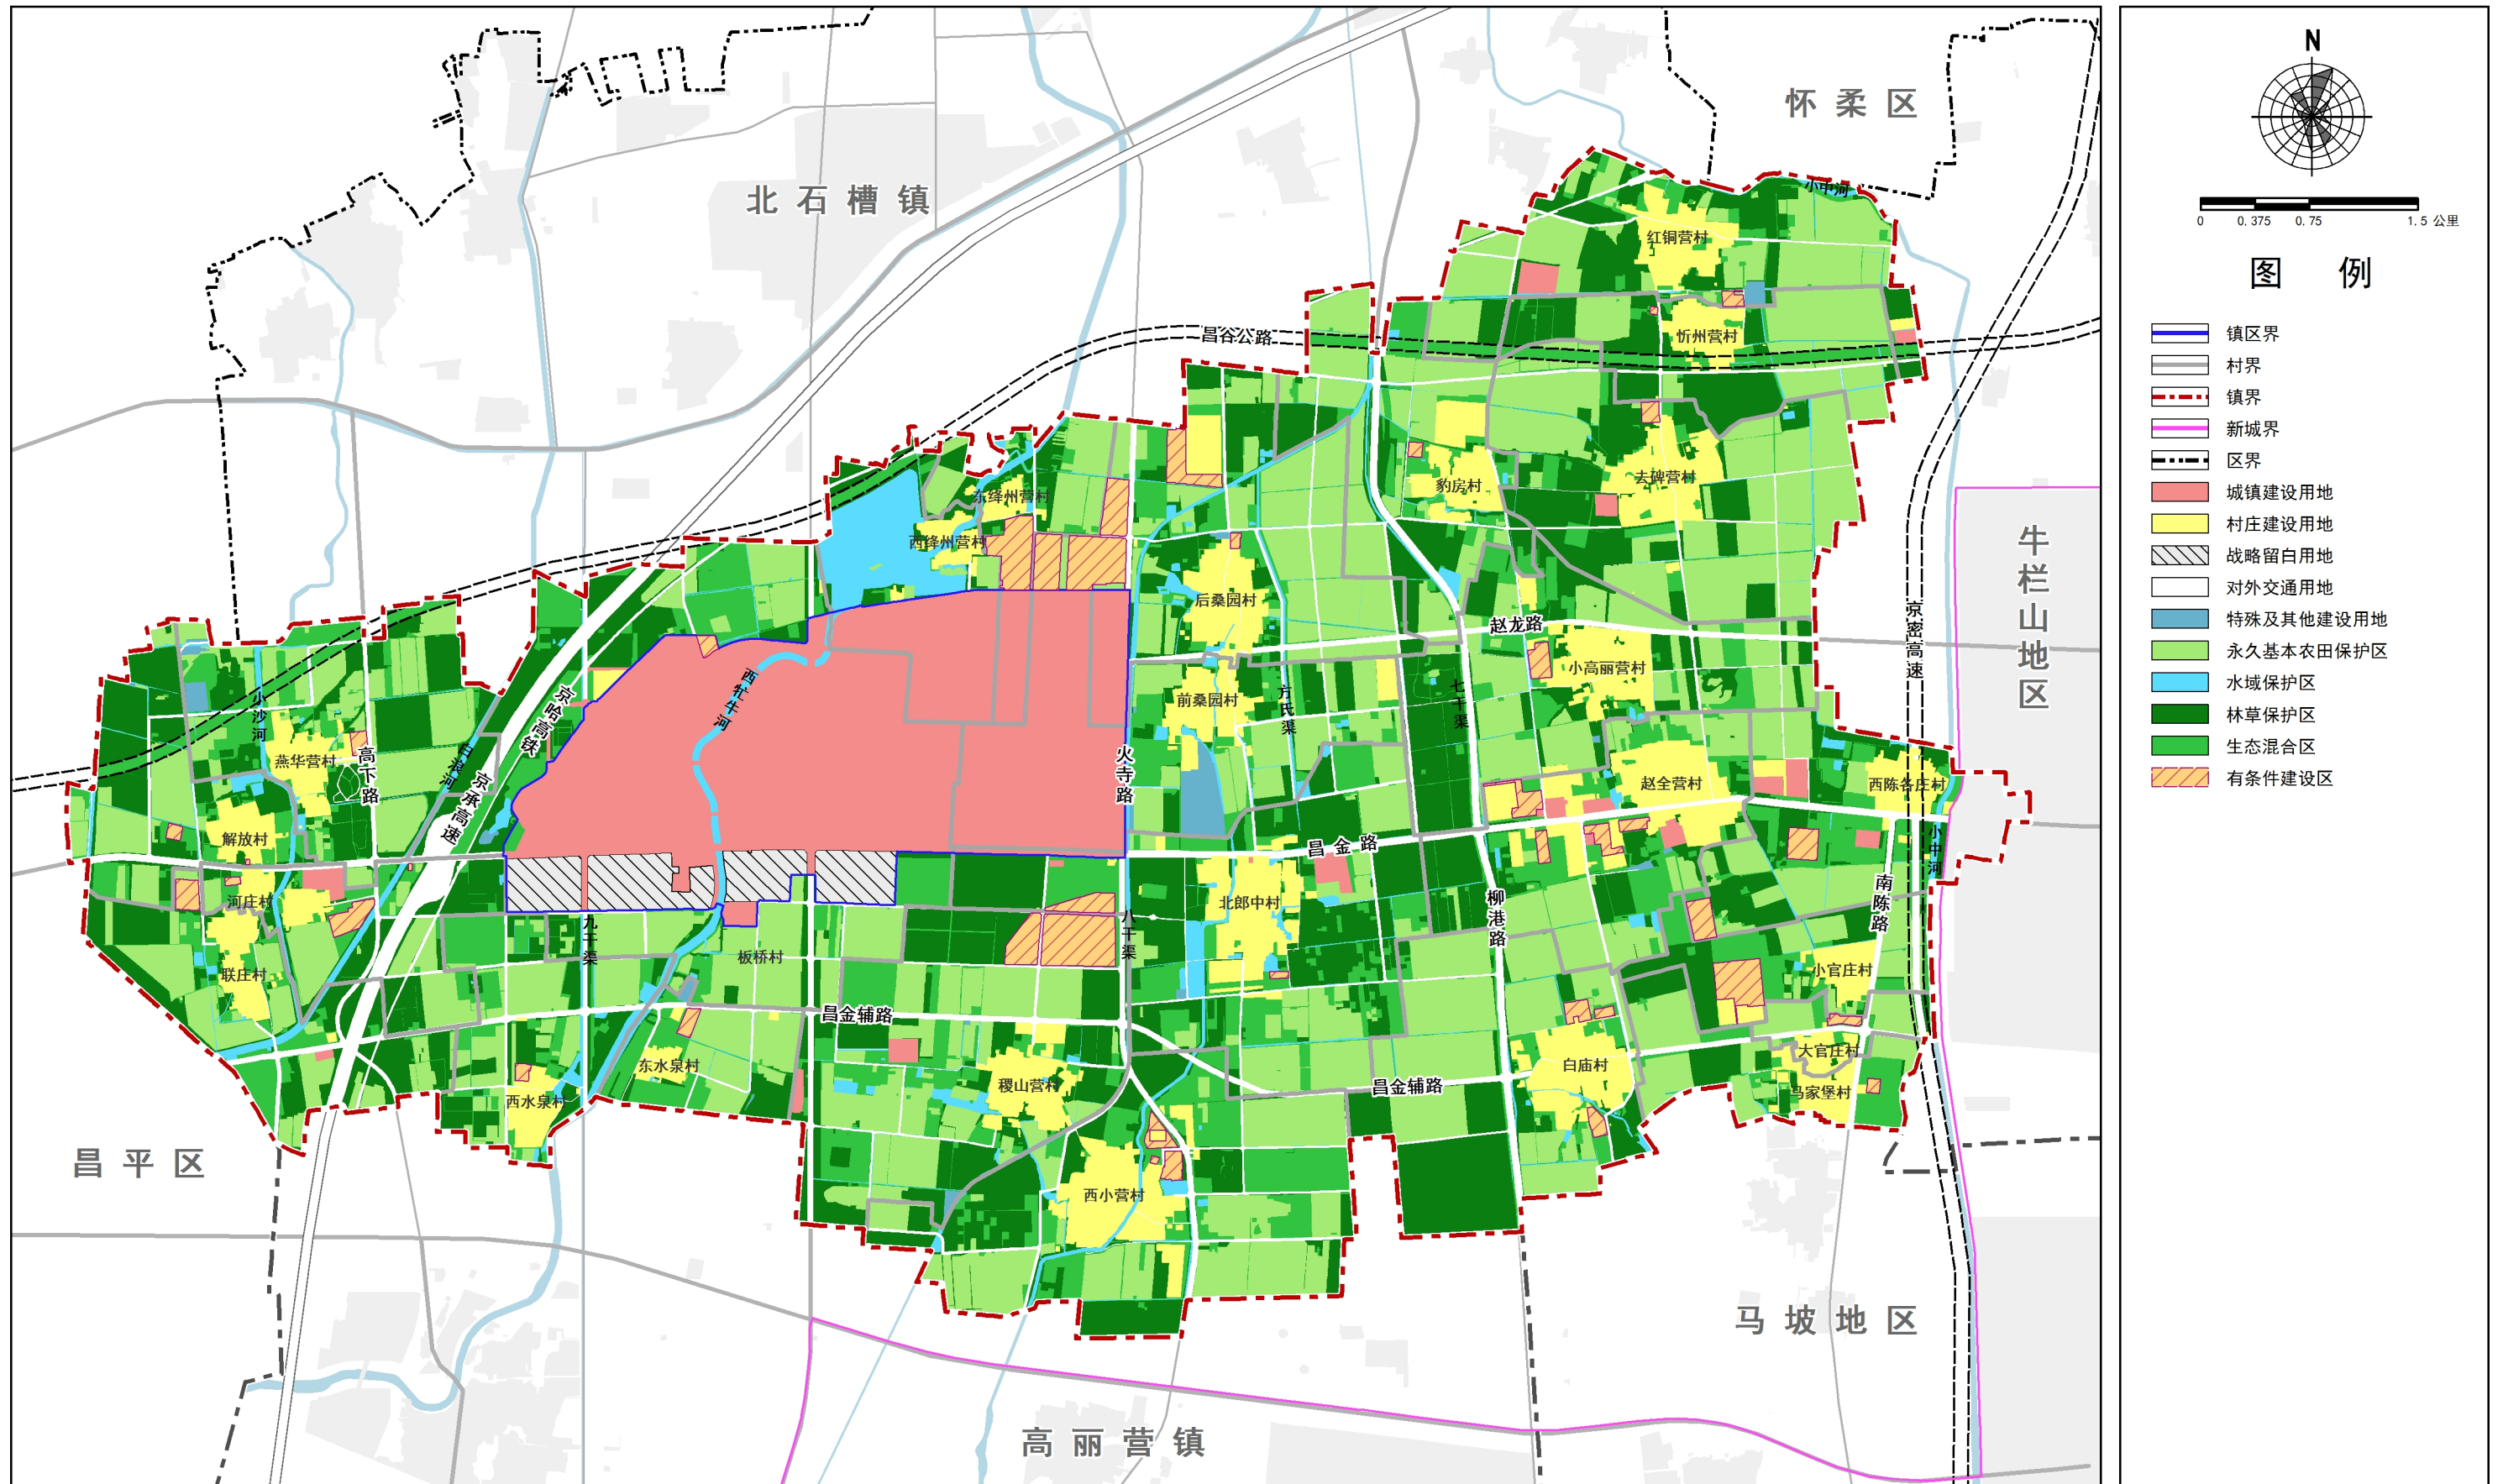 怀柔区
北石槽镇
小中河
红铜营村
忻州营村
昌谷公路
东绛州营村
西绛州营村
豹房村
去碑营村
牛栏山地区
京密高速
后桑园村
赵龙路
小高丽营村
西牤牛河
前桑园村
方氏渠
七干渠
京哈高铁
小沙河
白浪河
京承高速
高下路
燕华营村
火寺路
赵全营村
西陈各庄村
解放村
昌金路
小中河
河庄村
北郎中村
柳港路
南陈路
九干渠
八干渠
板桥村
联庄村
小官庄村
昌金辅路
东水泉村
稷山营村
昌金辅路
白庙村
大官庄村
马家堡村
西水泉村
昌平区
西小营村
马坡地区
高丽营镇
N
0 0.375 0.75 1.5 公里
图 例
镇区界
村界
镇界
新城界
区界
城镇建设用地
村庄建设用地
战略留白用地
对外交通用地
特殊及其他建设用地
永久基本农田保护区
水域保护区
林草保护区
生态混合区
有条件建设区